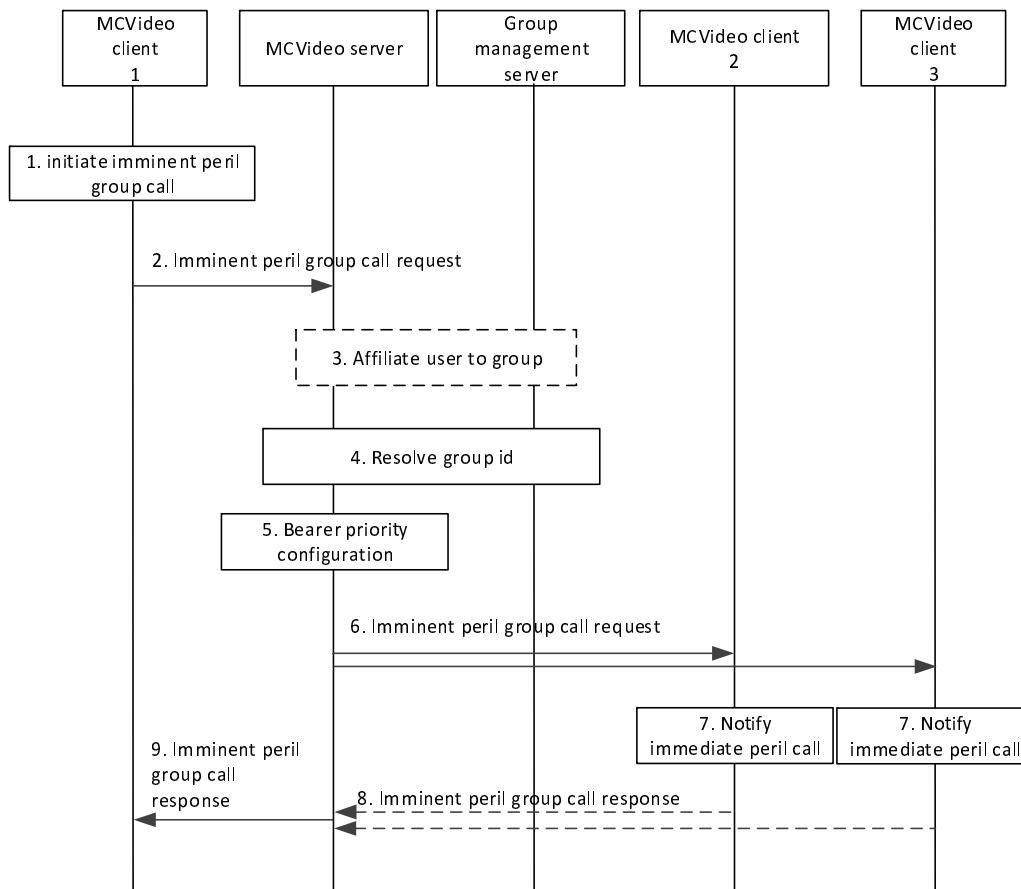 MCVideo
client
1
MCVideo server
Group
management
server
MCVideo client
2
MCVideo
client
3
1. initiate imminent peril
group call
2. Imminent peril group call request
3. Affiliate user to group
4. Resolve group id
5. Bearer priority
configuration
6. Imminent peril group call request
7. Notify
immediate peril call
7. Notify
immediate peril call
9. Imminent peril
group call
response
8. Imminent peril group call response